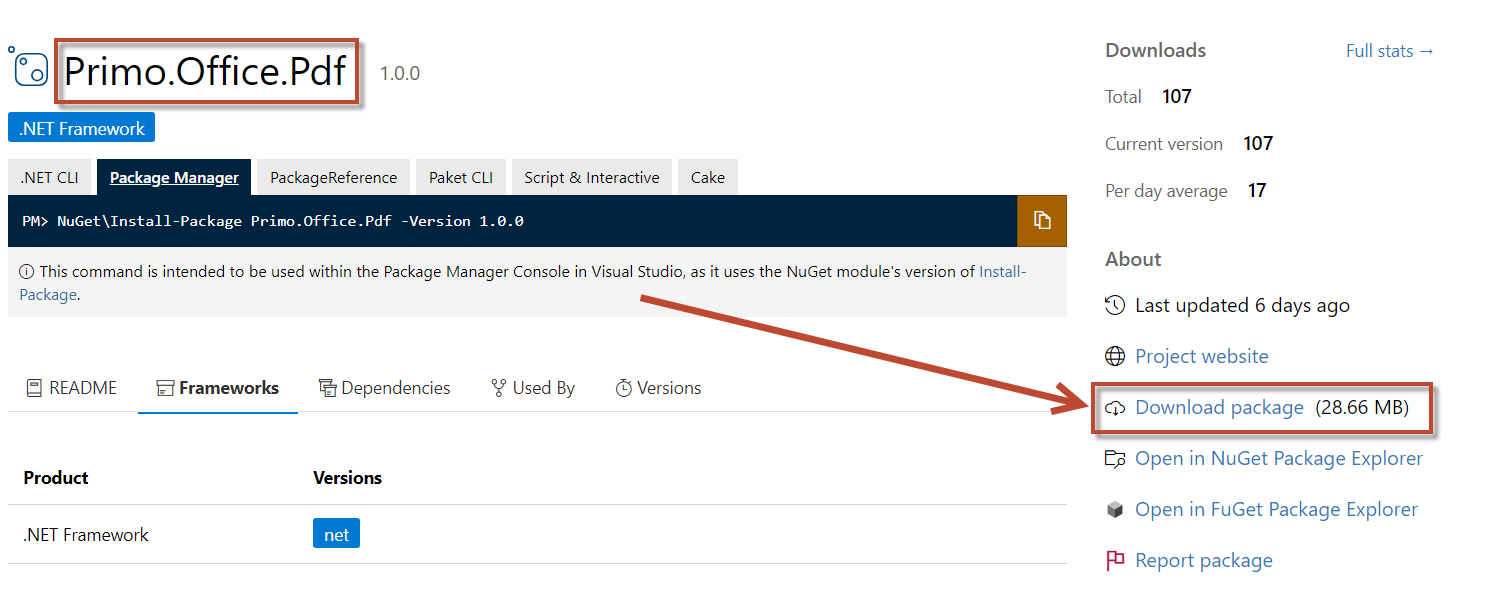 Primo.Office.Pdf 1.0.0
.NET Framework
.NET CLI Package Manager PackageReference Paket CLI Script & Interactive Cake
PM> NuGet\Install-Package Primo.Office.Pdf -Version 1.0.0
This command is intended to be used within the Package Manager Console in Visual Studio, as it uses the NuGet module's version of Install-
Package.
README Frameworks Dependencies Used By Versions
Product Versions
.NET Framework net
Downloads Full stats →
Total 107
Current version 107
Per day average 17
About
Last updated 6 days ago
Project website
Download package (28.66 MB)
Open in NuGet Package Explorer
Open in FuGet Package Explorer
Report package